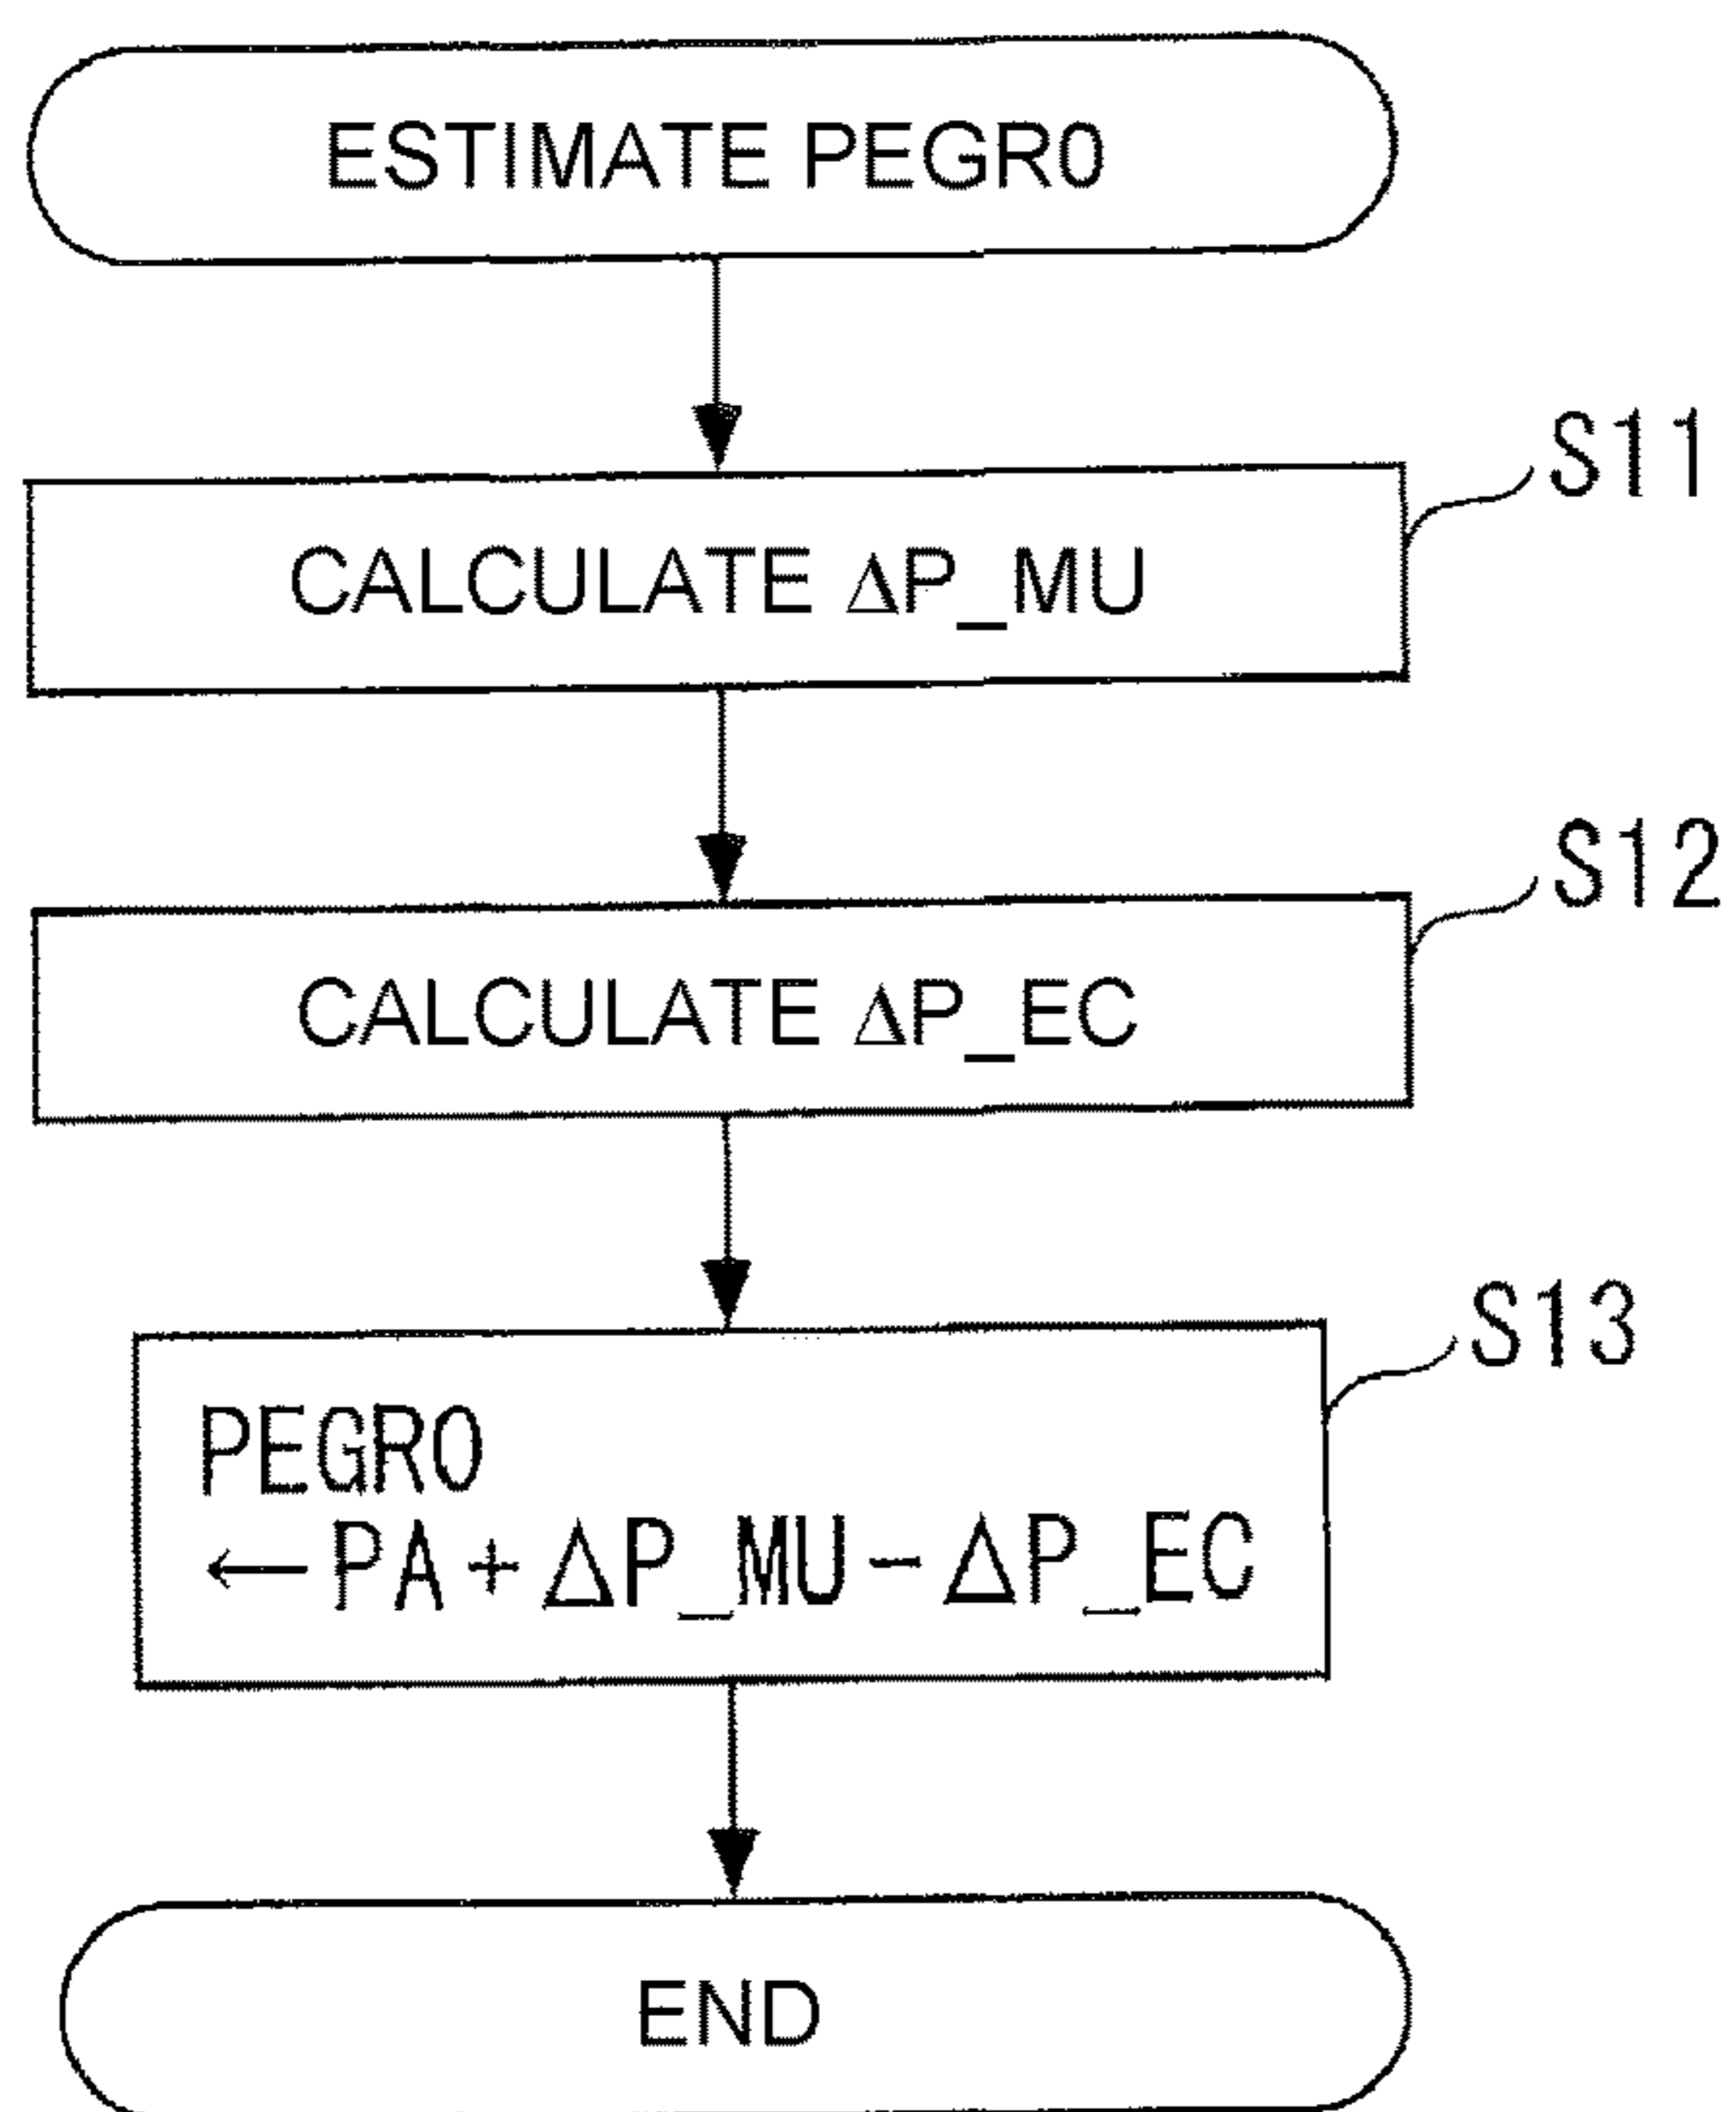 ESTIMATE PEGR0
S11
CALCULATE ΔP_MU
S12
CALCULATE ΔP_EC
S13
PEGR0
← PA + ΔP_MU − ΔP_EC
END